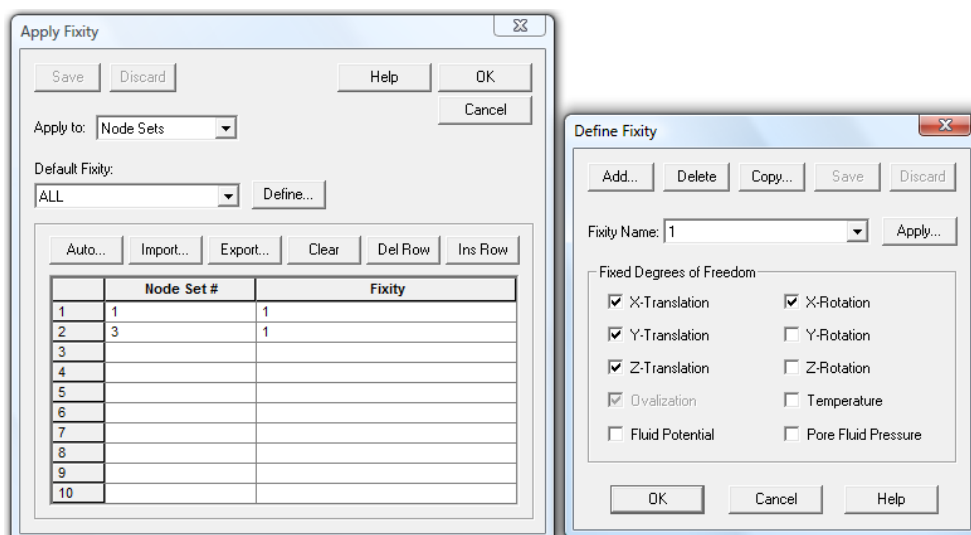 Apply Fixity
Save Discard Help OK
Cancel
Apply to: Node Sets
Default Fixity:
ALL Define...
Auto... Import... Export... Clear Del Row Ins Row
Node Set # Fixity
1 1 1
2 3 1
3
4
5
6
7
8
9
10
Define Fixity
Add... Delete Copy... Save Discard
Fixity Name: 1 Apply...
Fixed Degrees of Freedom
X-Translation X-Rotation
Y-Translation Y-Rotation
Z-Translation Z-Rotation
Ovalization Temperature
Fluid Potential Pore Fluid Pressure
OK Cancel Help